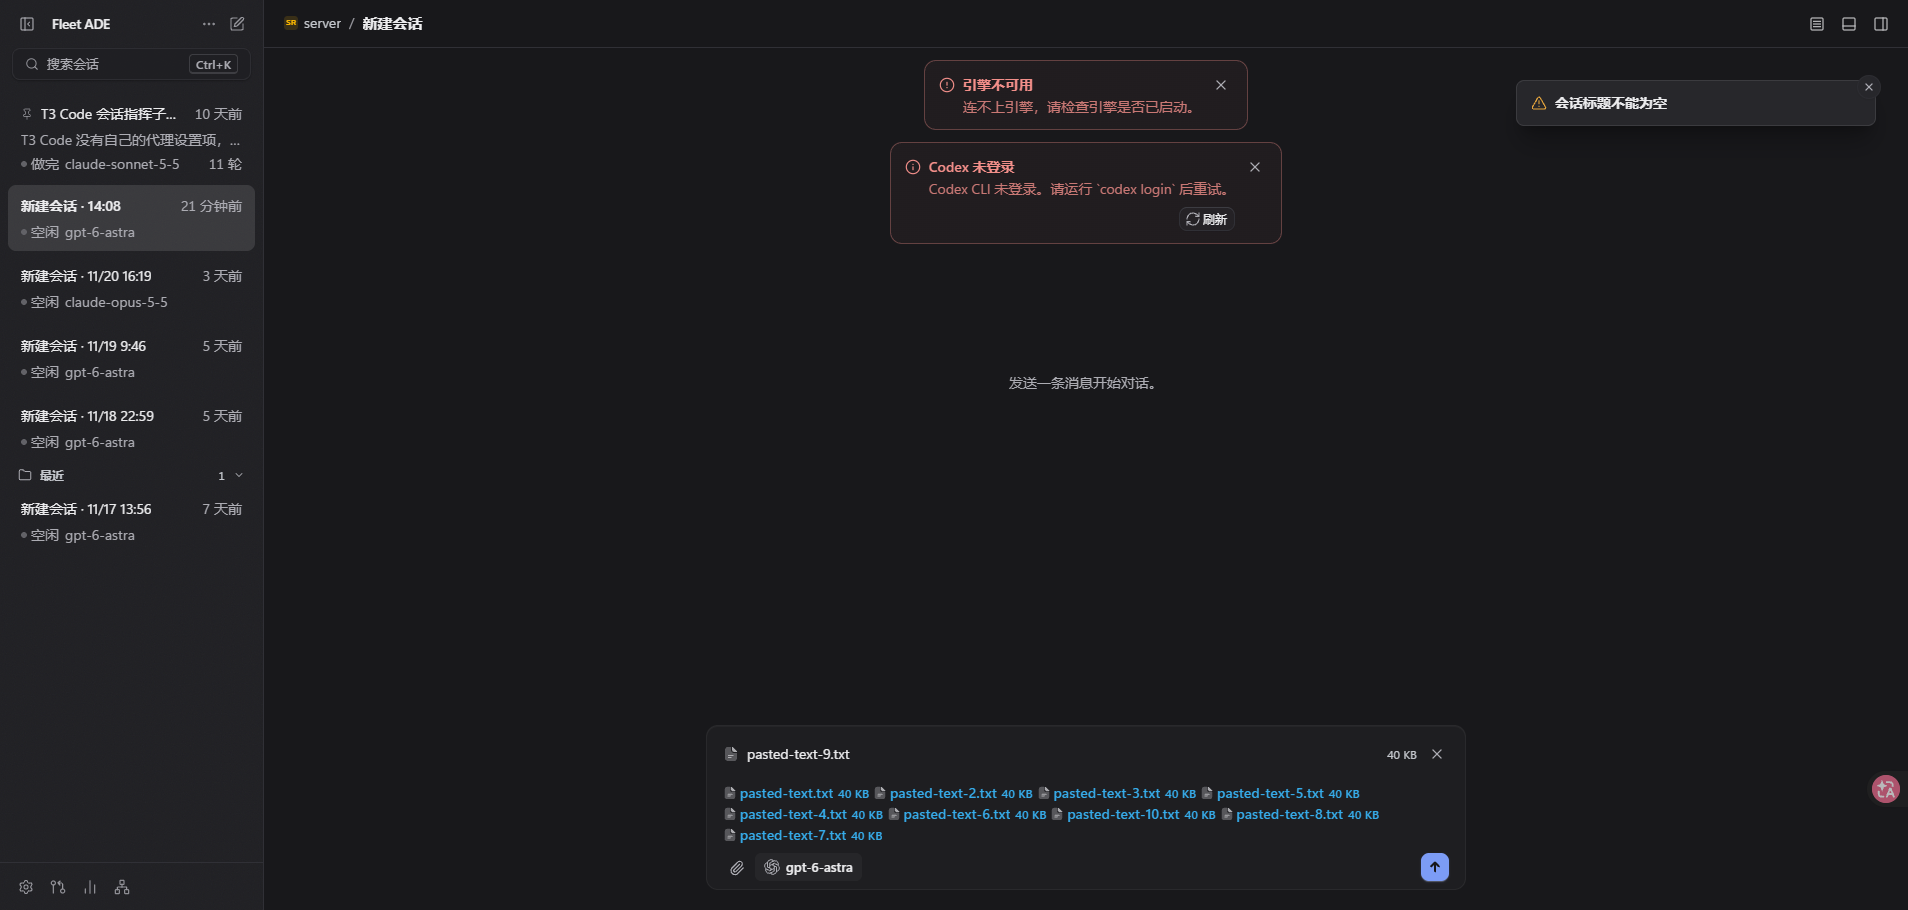 Fleet ADE
搜索会话 Ctrl+K
T3 Code 会话指挥子... 10 天前
T3 Code 没有自己的代理设置项，...
做完 claude-sonnet-5-5 11 轮
新建会话 · 14:08 21 分钟前
空闲 gpt-6-astra
新建会话 · 11/20 16:19 3 天前
空闲 claude-opus-5-5
新建会话 · 11/19 9:46 5 天前
空闲 gpt-6-astra
新建会话 · 11/18 22:59 5 天前
空闲 gpt-6-astra
最近 1
新建会话 · 11/17 13:56 7 天前
空闲 gpt-6-astra
SR server / 新建会话
引擎不可用
连不上引擎，请检查引擎是否已启动。
Codex 未登录
Codex CLI 未登录。请运行 `codex login` 后重试。
刷新
会话标题不能为空
发送一条消息开始对话。
pasted-text-9.txt 40 KB
pasted-text.txt 40 KB pasted-text-2.txt 40 KB pasted-text-3.txt 40 KB pasted-text-5.txt 40 KB
pasted-text-4.txt 40 KB pasted-text-6.txt 40 KB pasted-text-10.txt 40 KB pasted-text-8.txt 40 KB
pasted-text-7.txt 40 KB
gpt-6-astra